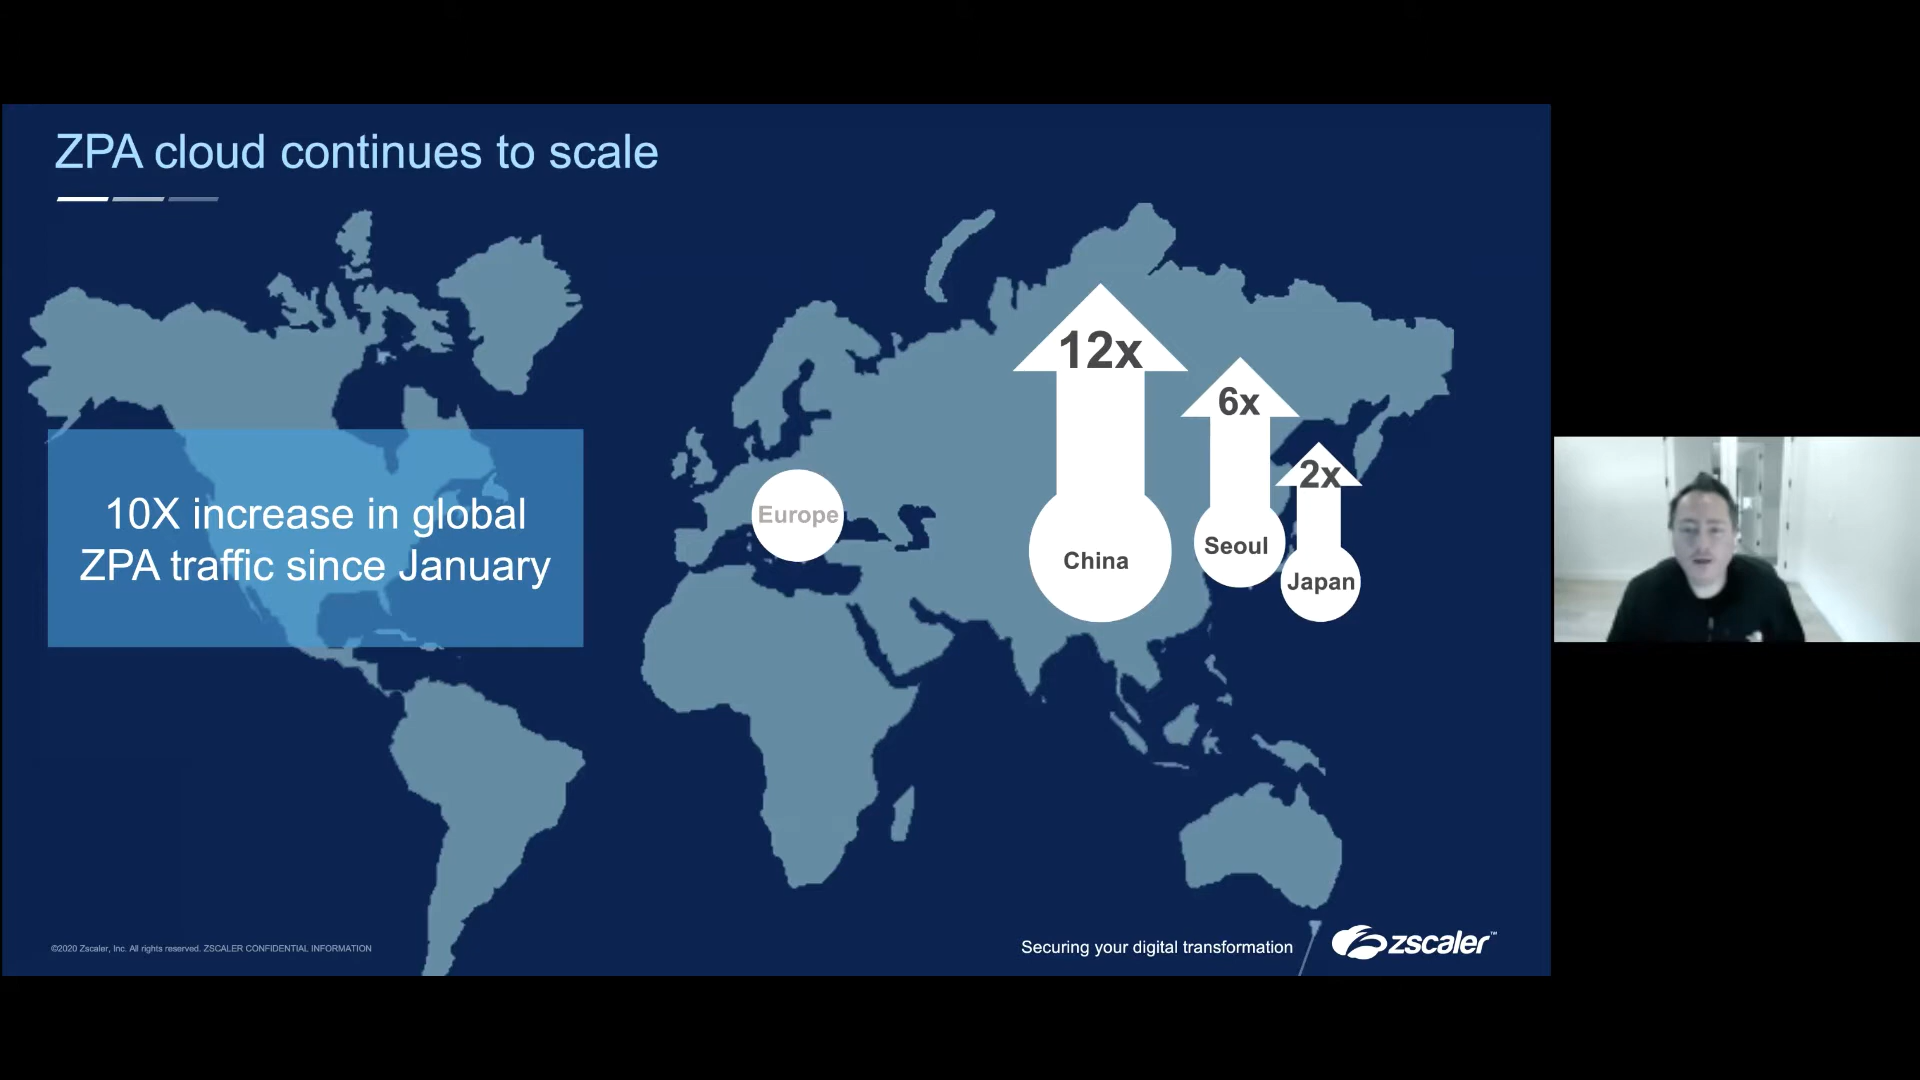 ZPA cloud continues to scale
10X increase in global
ZPA traffic since January
Europe
12x
China
6x
Seoul
2x
Japan
©2020 Zscaler, Inc. All rights reserved. ZSCALER CONFIDENTIAL INFORMATION
Securing your digital transformation
zscaler™